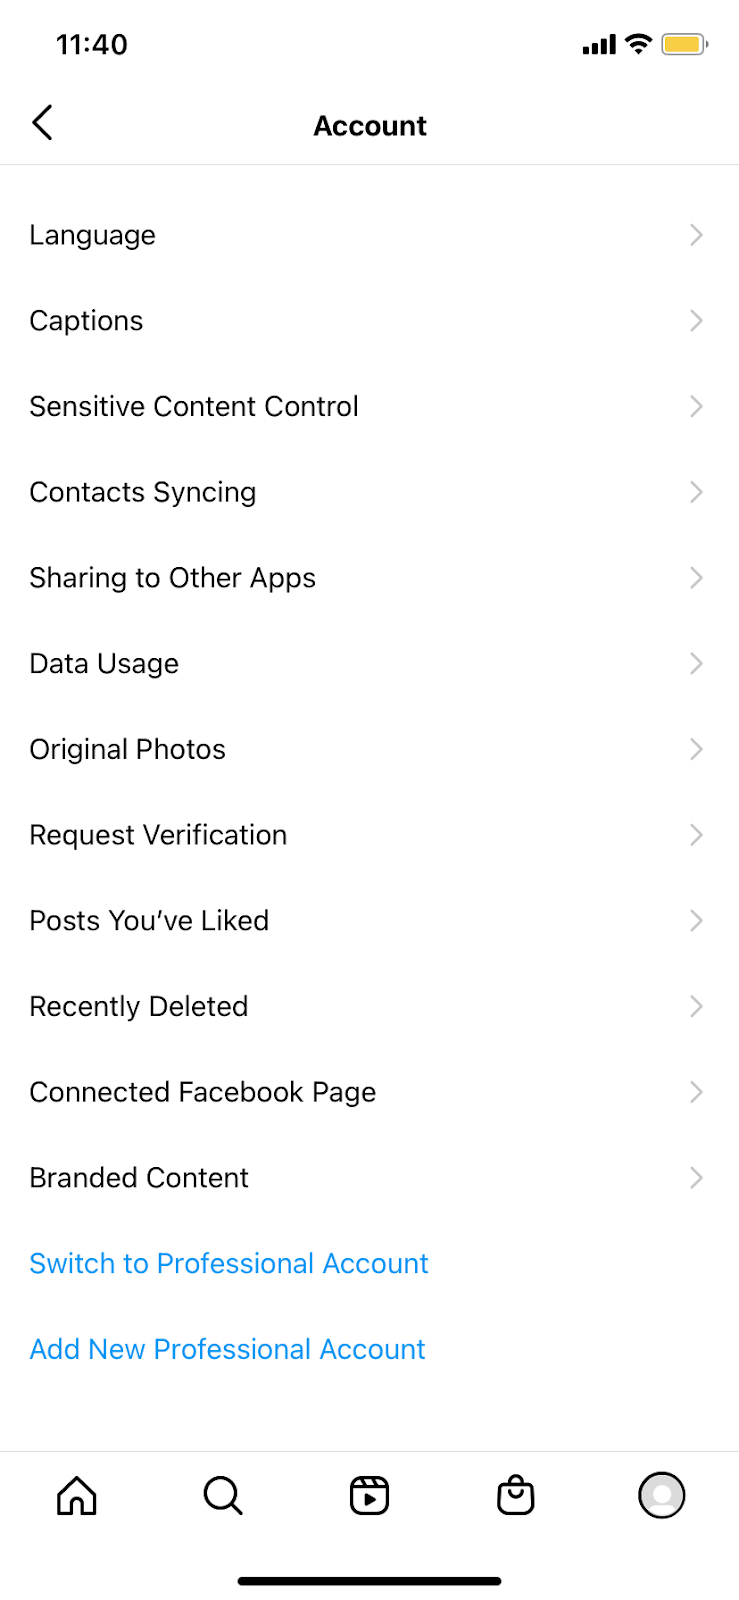 11:40
Account
Language
Captions
Sensitive Content Control
Contacts Syncing
Sharing to Other Apps
Data Usage
Original Photos
Request Verification
Posts You’ve Liked
Recently Deleted
Connected Facebook Page
Branded Content
Switch to Professional Account
Add New Professional Account